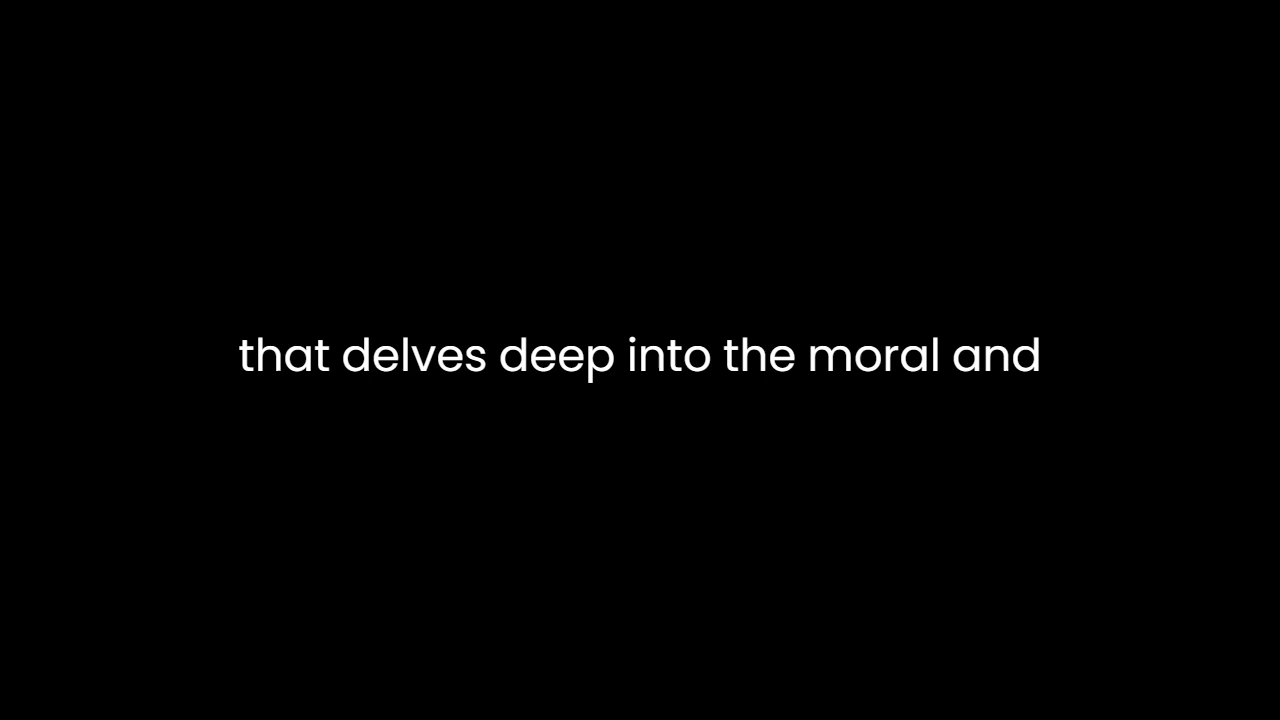 that delves deep into the moral and